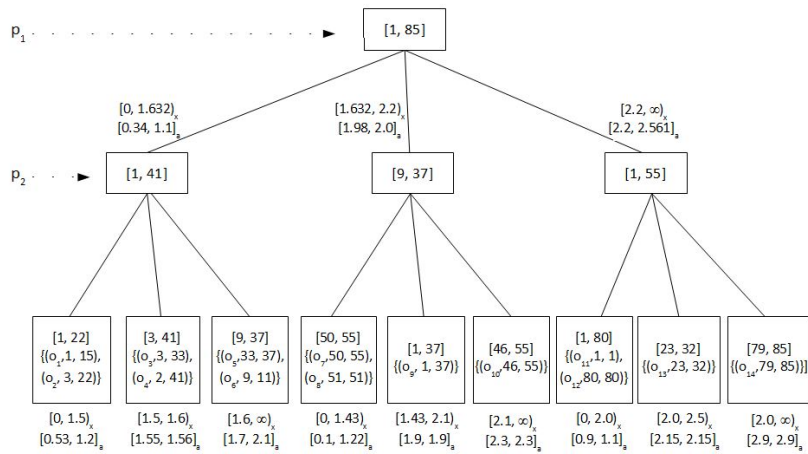 p1 [1, 85]
[0, 1.632)x [1.632, 2.2)x [2.2, ∞)x
[0.34, 1.1]a [1.98, 2.0]a [2.2, 2.561]a
p2 [1, 41] [9, 37] [1, 55]
[1, 22] [3, 41] [9, 37] [50, 55] [1, 37] [46, 55] [1, 80] [23, 32] [79, 85]
{(o1,1, 15), {(o3,3, 33), {(o5,33, 37), {(o7,50, 55), {(o9, 1, 37)} {(o10,46, 55)} {(o11,1, 1), {(o13,23, 32)} {(o14,79, 85)}]
(o2, 3, 22)} (o4, 2, 41)} (o6, 9, 11)} (o8, 51, 51)} (o12,80, 80)}
[0, 1.5)x [1.5, 1.6)x [1.6, ∞)x [0, 1.43)x [1.43, 2.1)x [2.1, ∞)x [0, 2.0)x [2.0, 2.5)x [2.0, ∞)x
[0.53, 1.2]a [1.55, 1.56]a [1.7, 2.1]a [0.1, 1.22]a [1.9, 1.9]a [2.3, 2.3]a [0.9, 1.1]a [2.15, 2.15]a [2.9, 2.9]a